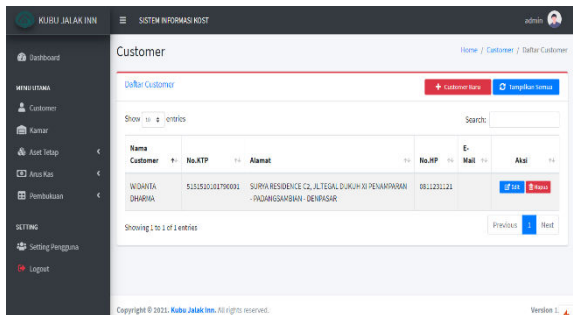 KUBU JALAK INN
SISTEM INFORMASI KOST
admin
Dashboard
MENU UTAMA
Customer
Kamar
Aset Tetap
Arus Kas
Pembukuan
SETTING
Setting Pengguna
Logout
Customer
Home / Customer / Daftar Customer
Daftar Customer
Customer Baru
Tampilkan Semua
Show 10 entries
Search:
Nama Customer No.KTP Alamat No.HP E-Mail Aksi
WIDANTA DHARMA 5151510101790001 SURYA RESIDENCE C2, JL.TEGAL DUKUH XI PENAMPARAN - PADANGSAMBIAN - DENPASAR 0811231121 Edit Hapus
Showing 1 to 1 of 1 entries
Previous 1 Next
Copyright © 2021. Kubu Jalak Inn. All rights reserved.
Version 1.